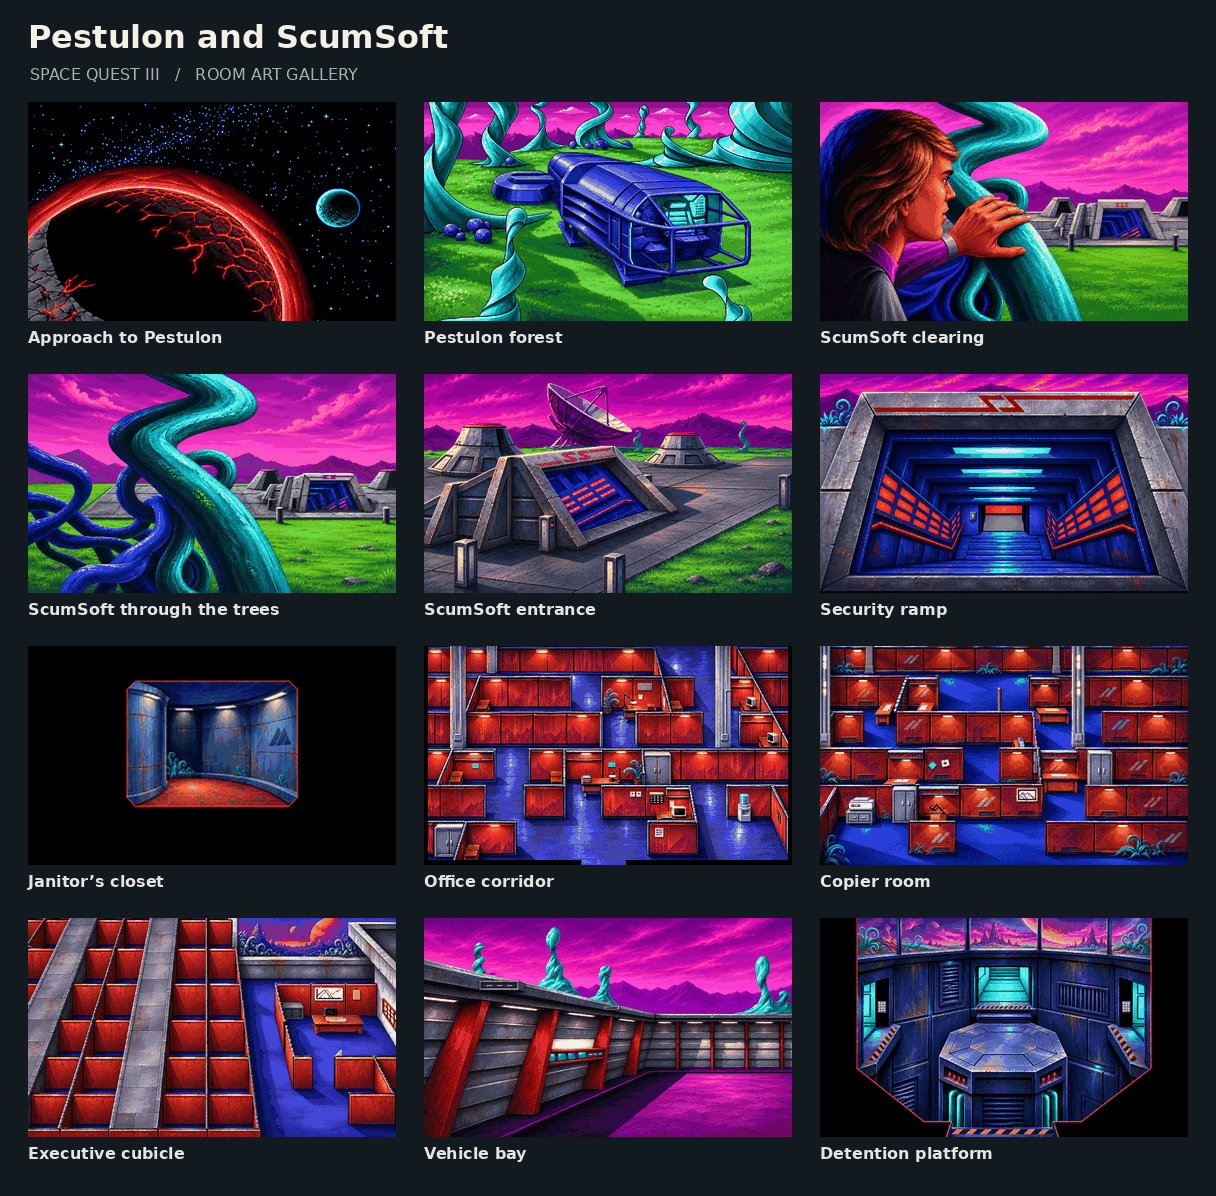 Pestulon and ScumSoft
SPACE QUEST III / ROOM ART GALLERY
Approach to Pestulon
Pestulon forest
ScumSoft clearing
ScumSoft through the trees
ScumSoft entrance
Security ramp
Janitor’s closet
Office corridor
Copier room
Executive cubicle
Vehicle bay
Detention platform